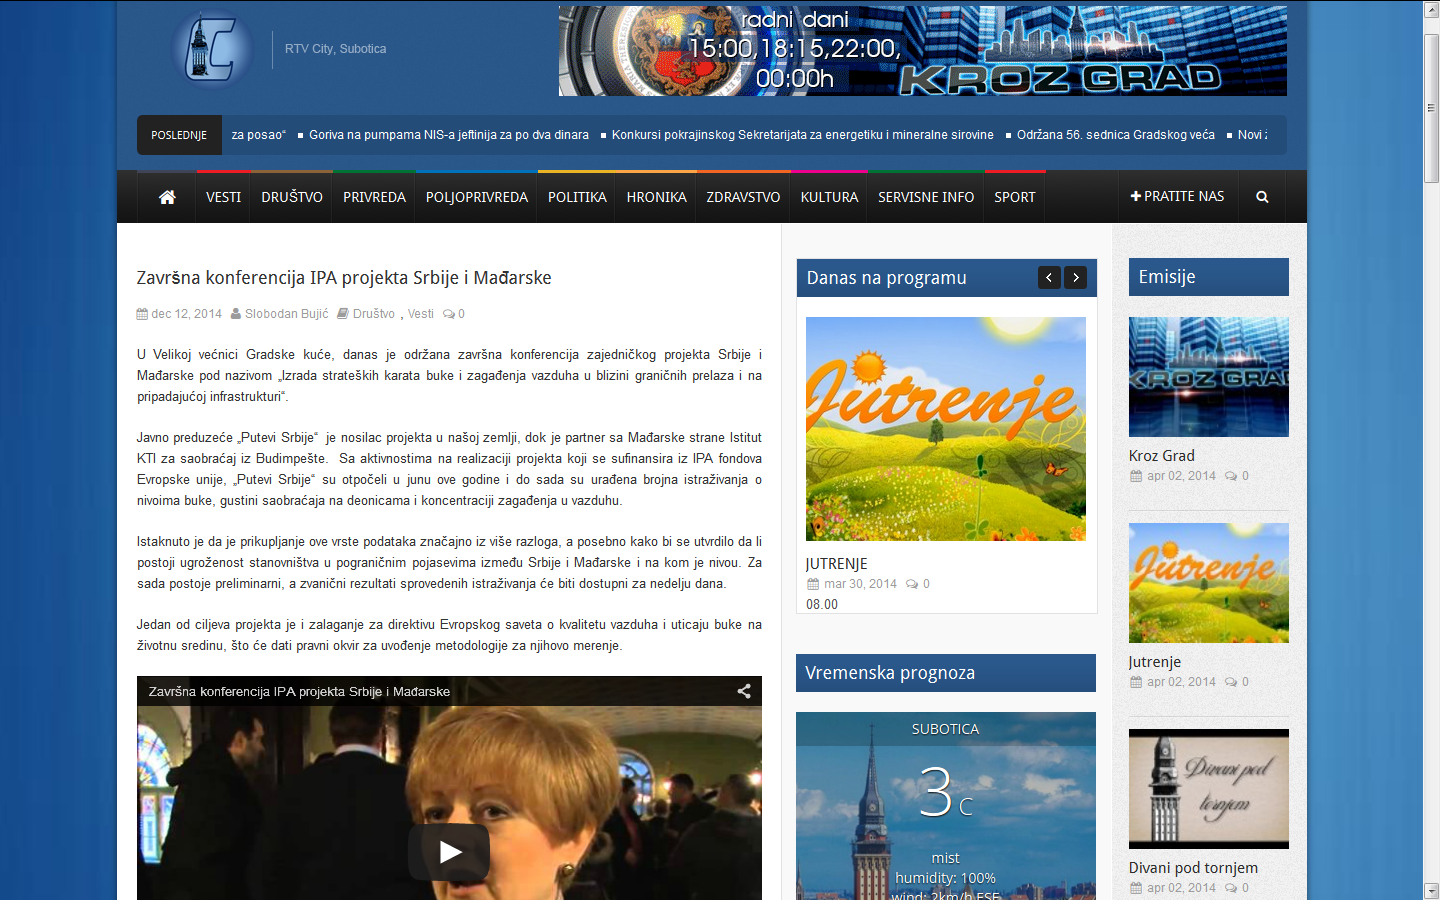 RTV City, Subotica
radni dani
15:00,18:15,22:00,
00:00h
KROZ GRAD
POSLEDNJE
za posao“
Goriva na pumpama NIS-a jeftinija za po dva dinara
Konkursi pokrajinskog Sekretarijata za energetiku i mineralne sirovine
Održana 56. sednica Gradskog veća
Novi
VESTI
DRUŠTVO
PRIVREDA
POLJOPRIVREDA
POLITIKA
HRONIKA
ZDRAVSTVO
KULTURA
SERVISNE INFO
SPORT
PRATITE NAS
Završna konferencija IPA projekta Srbije i Mađarske
dec 12, 2014 Slobodan Bujić Društvo , Vesti 0
U Velikoj većnici Gradske kuće, danas je održana završna konferencija zajedničkog projekta Srbije i
Mađarske pod nazivom „Izrada strateških karata buke i zagađenja vazduha u blizini graničnih prelaza i na
pripadajućoj infrastrukturi“.
Javno preduzeće „Putevi Srbije“ je nosilac projekta u našoj zemlji, dok je partner sa Mađarske strane Istitut
KTI za saobraćaj iz Budimpešte. Sa aktivnostima na realizaciji projekta koji se sufinansira iz IPA fondova
Evropske unije, „Putevi Srbije“ su otpočeli u junu ove godine i do sada su urađena brojna istraživanja o
nivoima buke, gustini saobraćaja na deonicama i koncentraciji zagađenja u vazduhu.
Istaknuto je da je prikupljanje ove vrste podataka značajno iz više razloga, a posebno kako bi se utvrdilo da li
postoji ugroženost stanovništva u pograničnim pojasevima između Srbije i Mađarske i na kom je nivou. Za
sada postoje preliminarni, a zvanični rezultati sprovedenih istraživanja će biti dostupni za nedelju dana.
Jedan od ciljeva projekta je i zalaganje za direktivu Evropskog saveta o kvalitetu vazduha i uticaju buke na
životnu sredinu, što će dati pravni okvir za uvođenje metodologije za njihovo merenje.
Završna konferencija IPA projekta Srbije i Mađarske
Danas na programu
Jutrenje
JUTRENJE
mar 30, 2014 0
08.00
Vremenska prognoza
SUBOTICA
3 C
mist
humidity: 100%
wind: 2km/h ESE
Emisije
KROZ GRAD
Kroz Grad
apr 02, 2014 0
Jutrenje
Jutrenje
apr 02, 2014 0
Divani pod
tornjem
Divani pod tornjem
apr 02, 2014 0